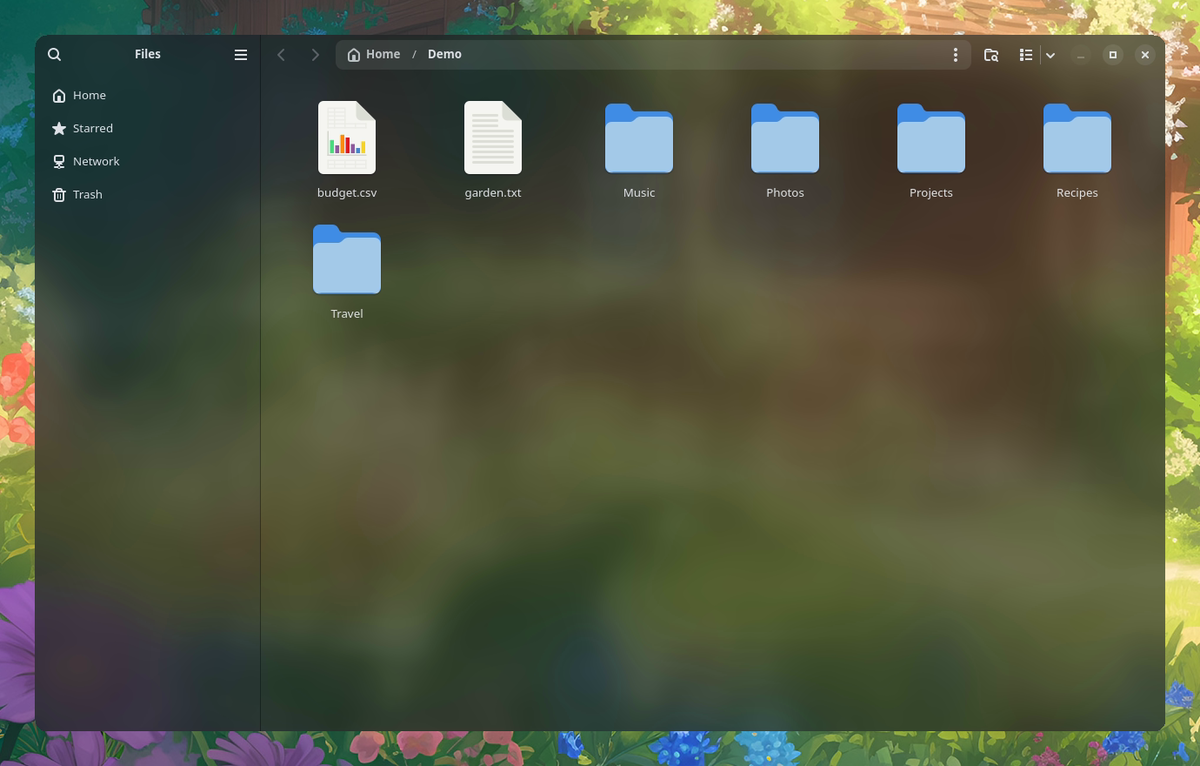 Files
Home / Demo
Home
Starred
Network
Trash
budget.csv
garden.txt
Music
Photos
Projects
Recipes
Travel